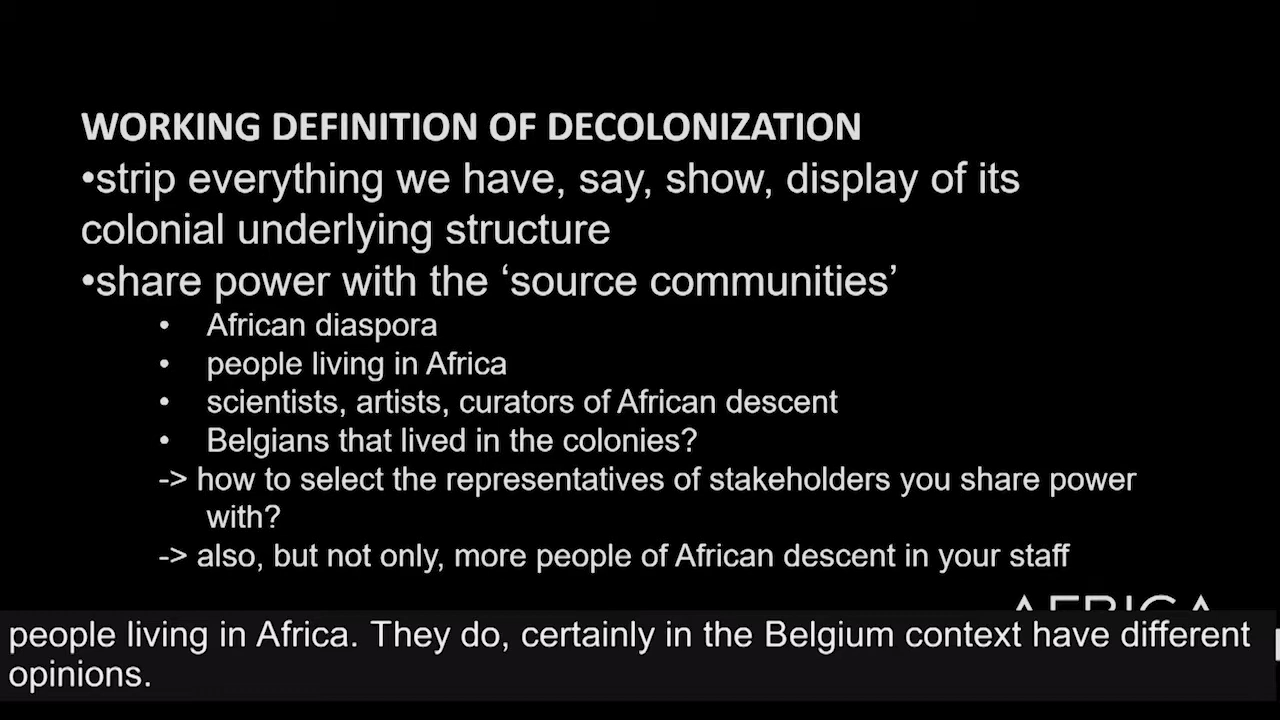 WORKING DEFINITION OF DECOLONIZATION
•strip everything we have, say, show, display of its
colonial underlying structure
•share power with the ‘source communities’
• African diaspora
• people living in Africa
• scientists, artists, curators of African descent
• Belgians that lived in the colonies?
-> how to select the representatives of stakeholders you share power
with?
-> also, but not only, more people of African descent in your staff
AFRICA
people living in Africa. They do, certainly in the Belgium context have different
opinions.